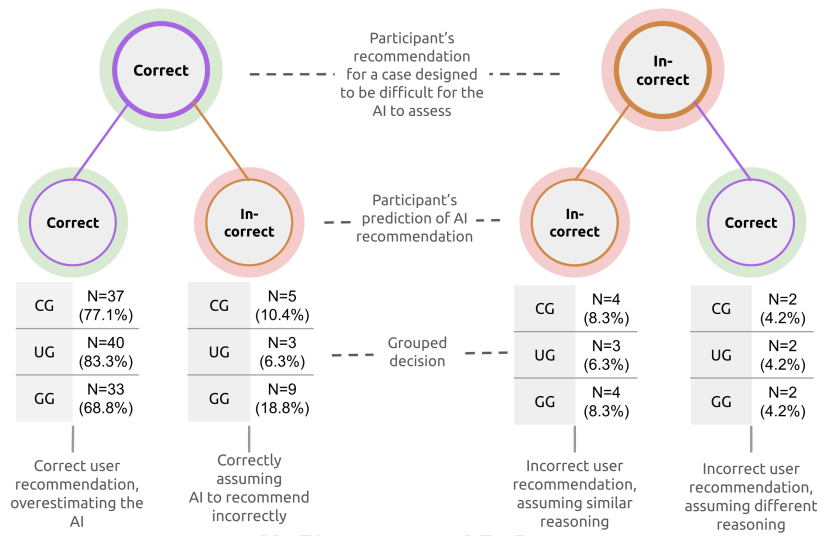 Participant's
recommendation
for a case designed
to be difficult for the
AI to assess
Correct
In-
correct
Participant's
prediction of AI
recommendation
Correct
In-
correct
In-
correct
Correct
CG
N=37
(77.1%)
UG
N=40
(83.3%)
GG
N=33
(68.8%)
CG
N=5
(10.4%)
UG
N=3
(6.3%)
GG
N=9
(18.8%)
Grouped
decision
CG
N=4
(8.3%)
UG
N=3
(6.3%)
GG
N=4
(8.3%)
CG
N=2
(4.2%)
UG
N=2
(4.2%)
GG
N=2
(4.2%)
Correct user
recommendation,
overestimating the
AI
Correctly
assuming
AI to recommend
incorrectly
Incorrect user
recommendation,
assuming similar
reasoning
Incorrect user
recommendation,
assuming different
reasoning